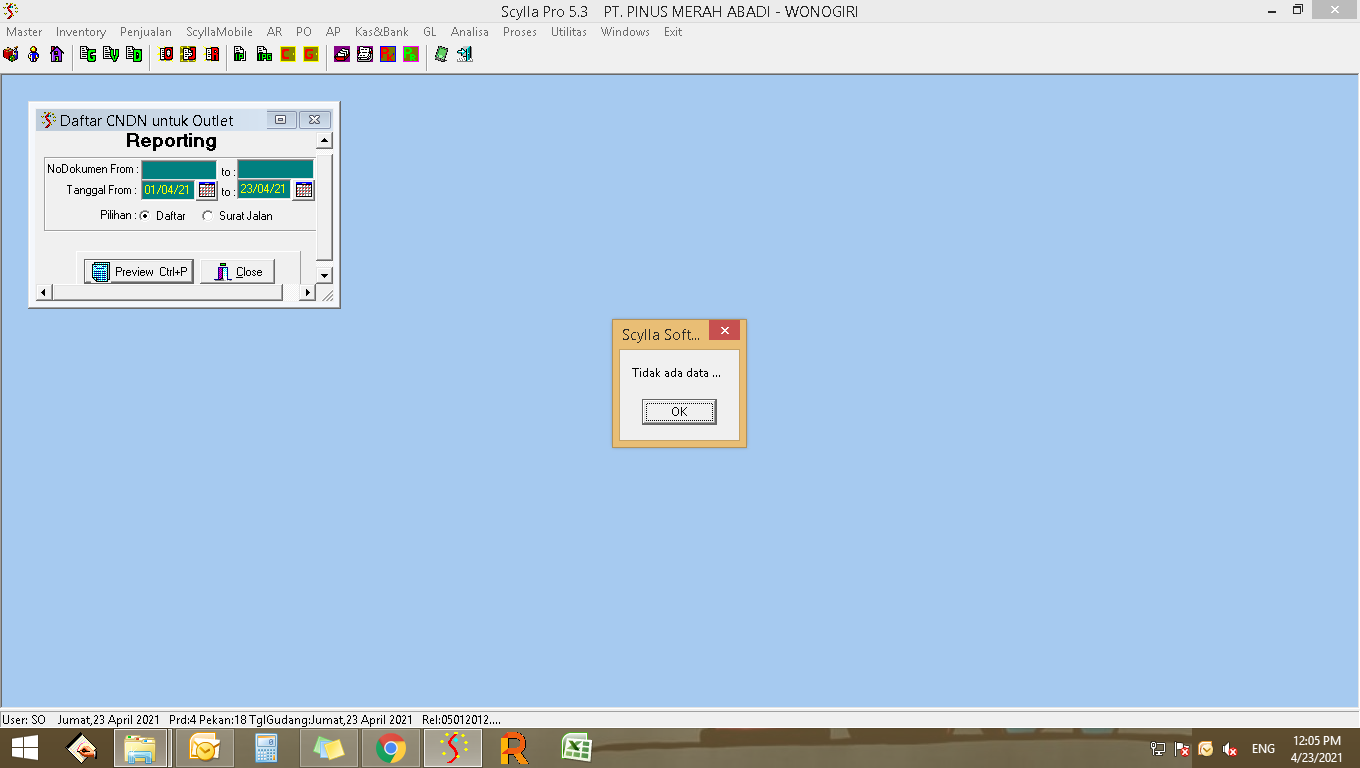 Scylla Pro 5.3    PT. PINUS MERAH ABADI - WONOGIRI
Master Inventory Penjualan ScyllaMobile AR PO AP Kas&Bank GL Analisa Proses Utilitas Windows Exit
Daftar CNDN untuk Outlet
Reporting
NoDokumen From : to :
Tanggal From : 01/04/21 to : 23/04/21
Pilihan : Daftar Surat Jalan
Preview Ctrl+P Close
Scylla Soft...
Tidak ada data ...
OK
User: SO Jumat,23 April 2021 Prd:4 Pekan:18 TglGudang:Jumat,23 April 2021 Rel:05012012....
ENG
12:05 PM
4/23/2021